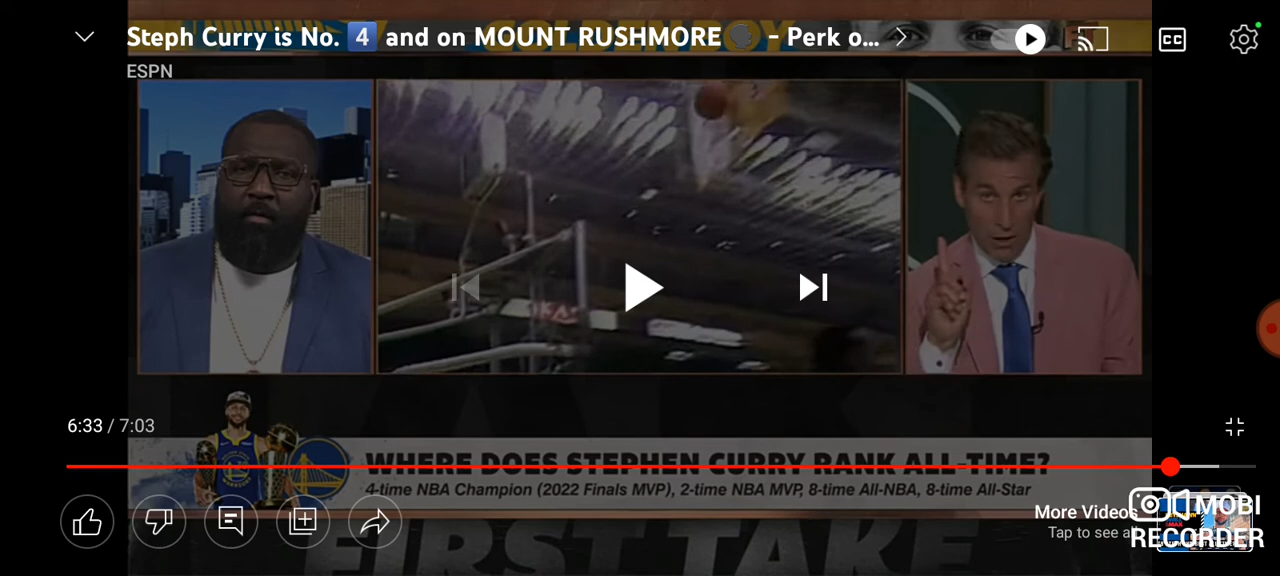 Steph Curry is No. 4️⃣ and on MOUNT RUSHMORE🗣️ - Perk o...
CC
ESPN
6:33 / 7:03
WHERE DOES STEPHEN CURRY RANK ALL-TIME?
4-time NBA Champion (2022 Finals MVP), 2-time NBA MVP, 8-time All-NBA, 8-time All-Star
More Videos
Tap to see all
MOBI
RECORDER
FIRST TAKE